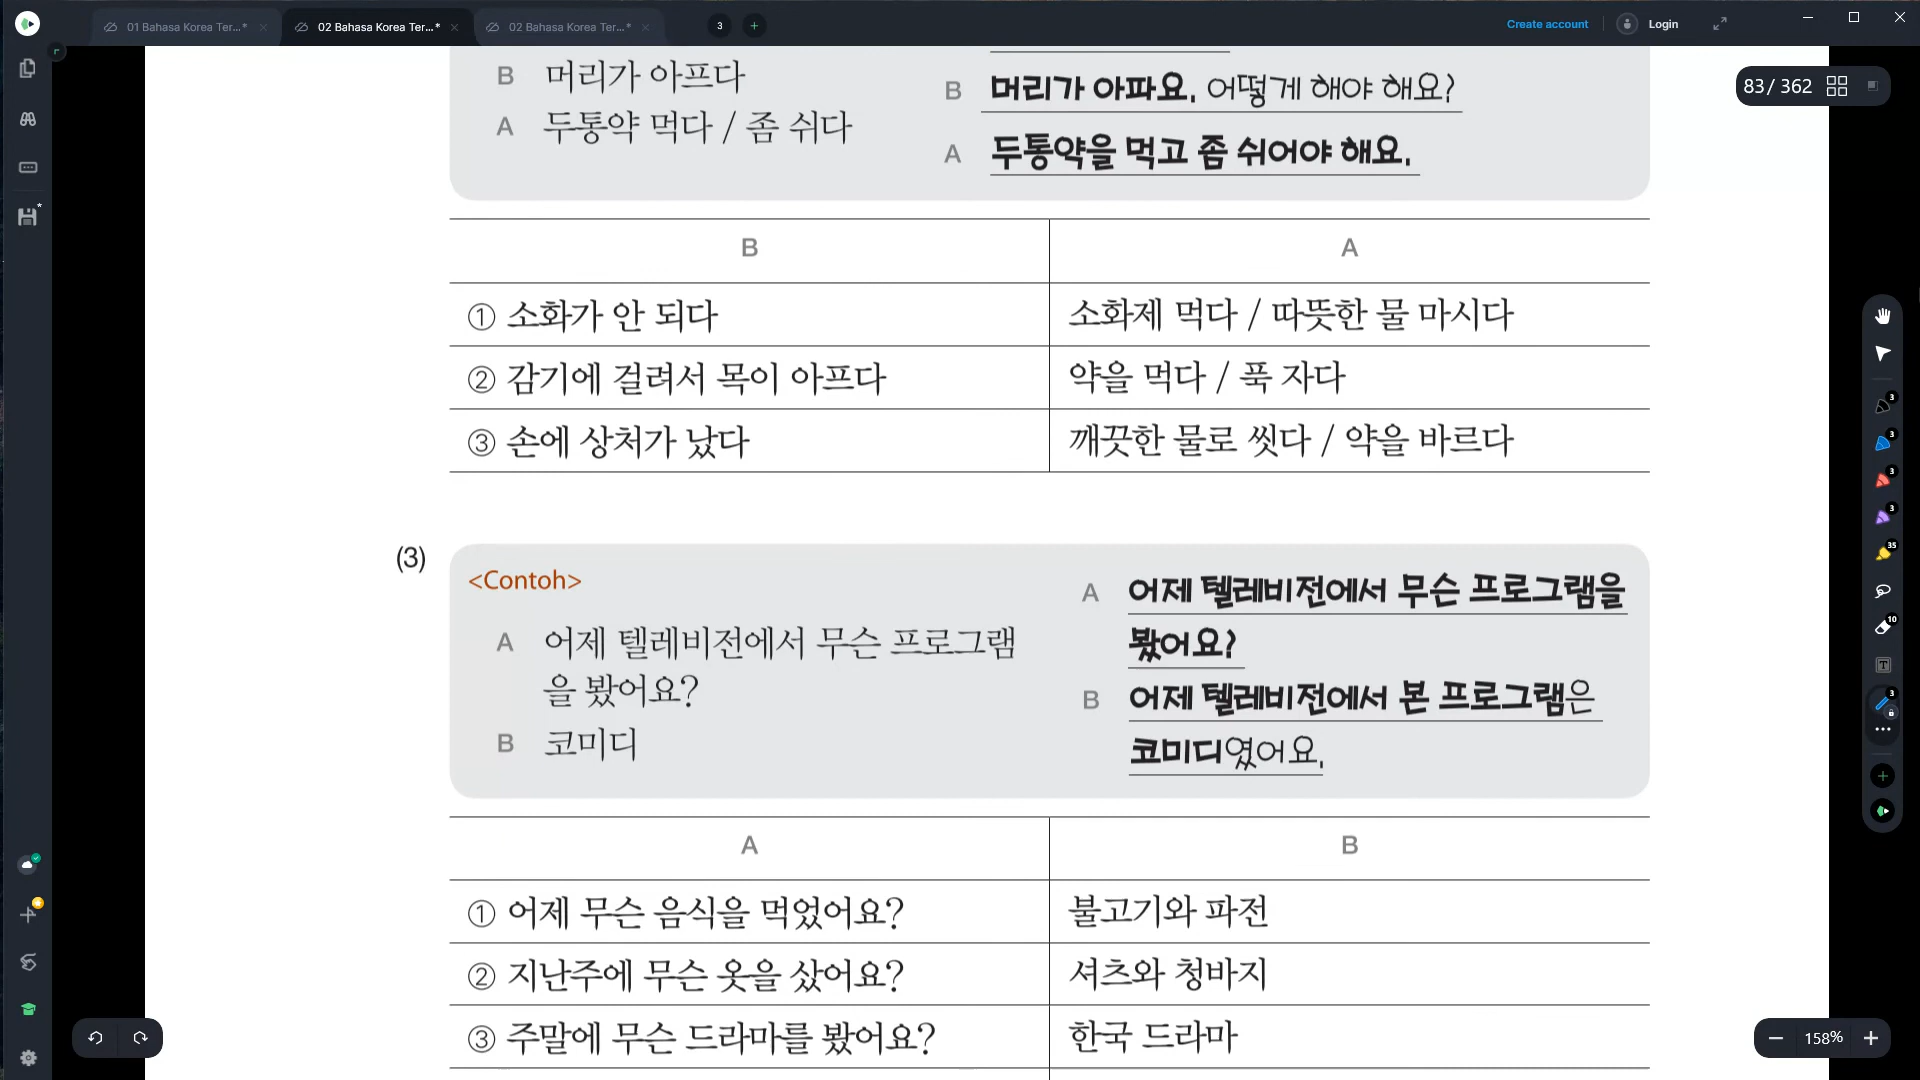 01 Bahasa Korea Ter...*
02 Bahasa Korea Ter...*
02 Bahasa Korea Ter...*
3
Create account
Login
83/ 362
B 머리가 아프다
A 두통약 먹다 / 좀 쉬다
B 머리가 아파요. 어떻게 해야 해요?
A 두통약을 먹고 좀 쉬어야 해요.
B A
① 소화가 안 되다 소화제 먹다 / 따뜻한 물 마시다
② 감기에 걸려서 목이 아프다 약을 먹다 / 푹 자다
③ 손에 상처가 났다 깨끗한 물로 씻다 / 약을 바르다
(3)
<Contoh>
A 어제 텔레비전에서 무슨 프로그램
을 봤어요?
B 코미디
A 어제 텔레비전에서 무슨 프로그램을
봤어요?
B 어제 텔레비전에서 본 프로그램은
코미디였어요.
A B
① 어제 무슨 음식을 먹었어요? 불고기와 파전
② 지난주에 무슨 옷을 샀어요? 셔츠와 청바지
③ 주말에 무슨 드라마를 봤어요? 한국 드라마
3
3
3
3
35
10
T
3
158%